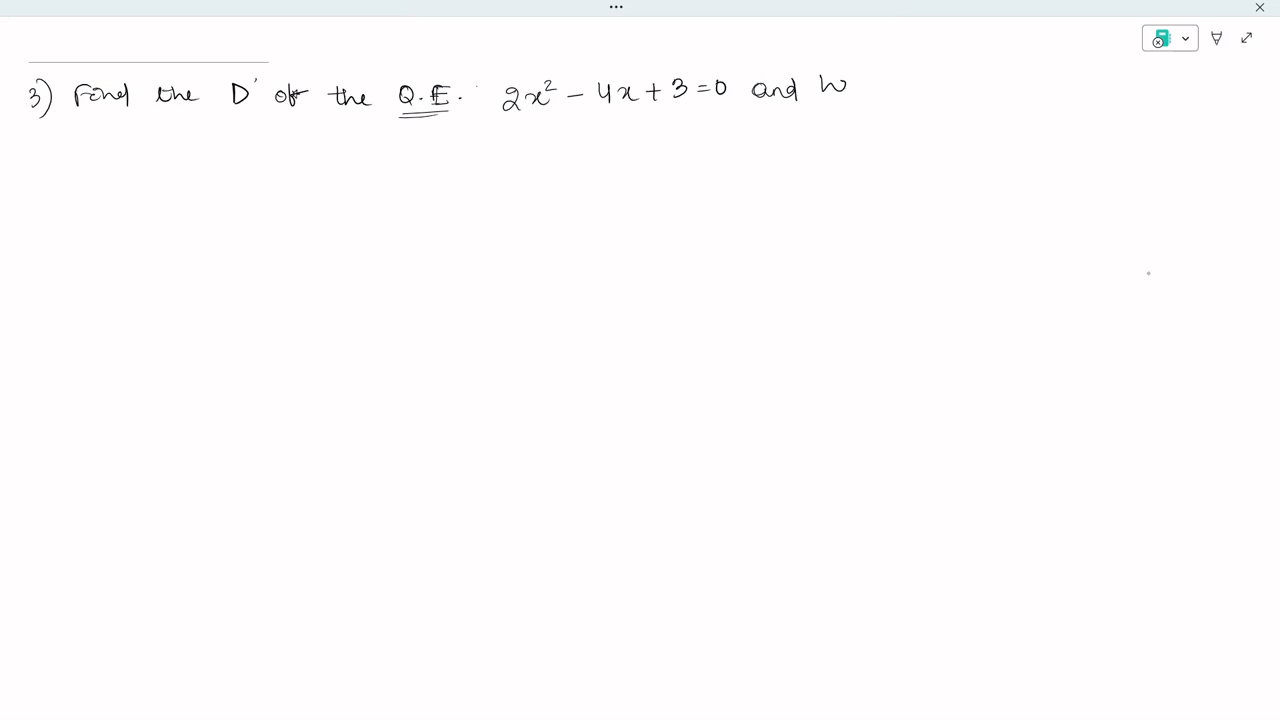 3) Find the D' of the Q.E. 2x² - 4x + 3 = 0 and